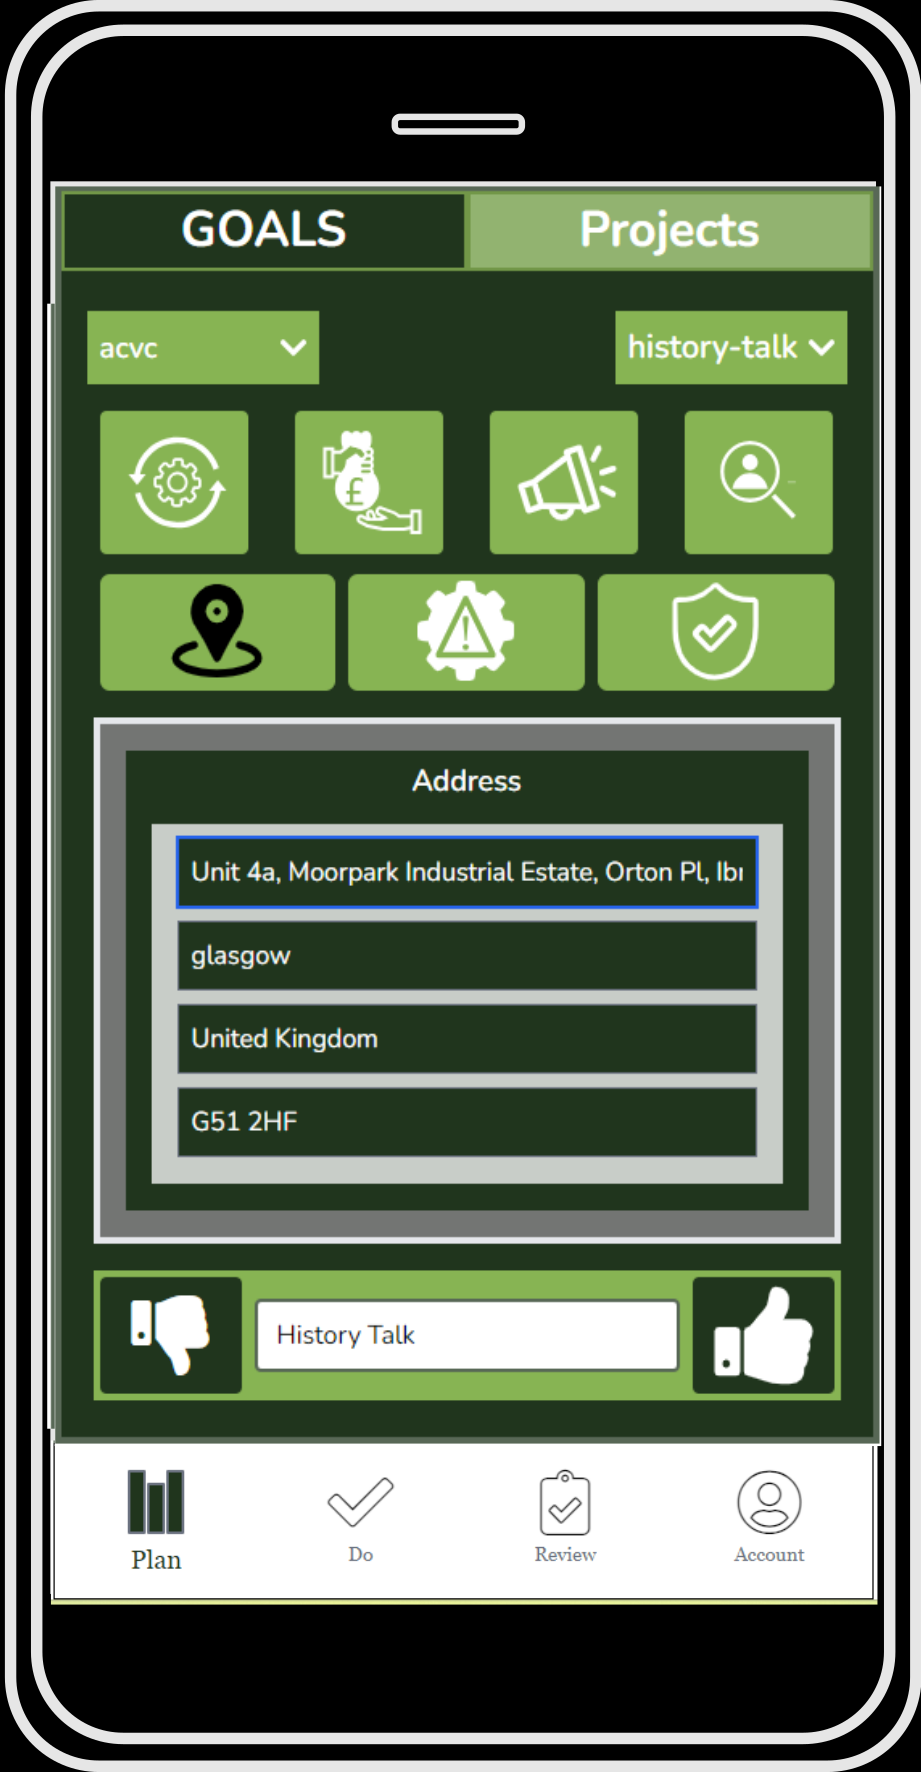 GOALS Projects
acvc history-talk
£
!
Address
Unit 4a, Moorpark Industrial Estate, Orton Pl,
glasgow
United Kingdom
G51 2HF
History Talk
Plan Do Review Account